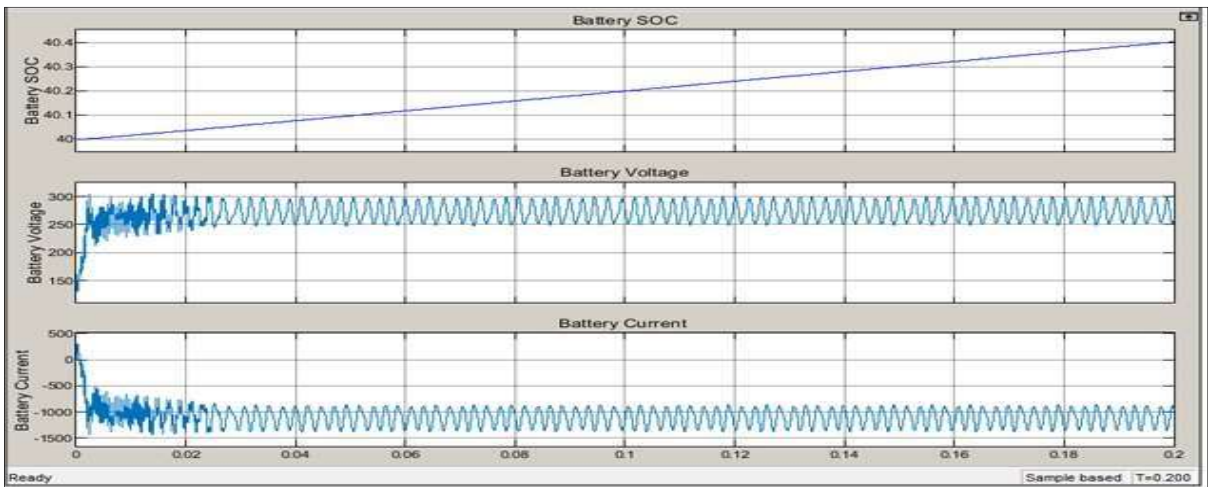 Battery SOC
Battery SOC
40.4
40.3
40.2
40.1
40
Battery Voltage
Battery Voltage
300
250
200
150
Battery Current
Battery Current
500
0
-500
-1000
-1500
0 0.02 0.04 0.06 0.08 0.1 0.12 0.14 0.16 0.18 0.2
Ready Sample based T=0.200